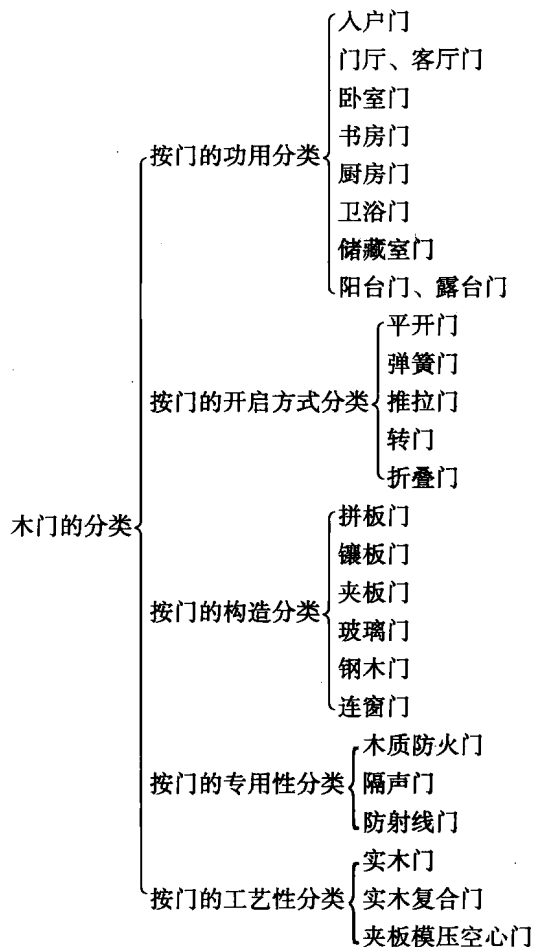 木门的分类
按门的功用分类
入户门
门厅、客厅门
卧室门
书房门
厨房门
卫浴门
储藏室门
阳台门、露台门
按门的开启方式分类
平开门
弹簧门
推拉门
转门
折叠门
按门的构造分类
拼板门
镶板门
夹板门
玻璃门
钢木门
连窗门
按门的专用性分类
木质防火门
隔声门
防射线门
按门的工艺性分类
实木门
实木复合门
夹板模压空心门